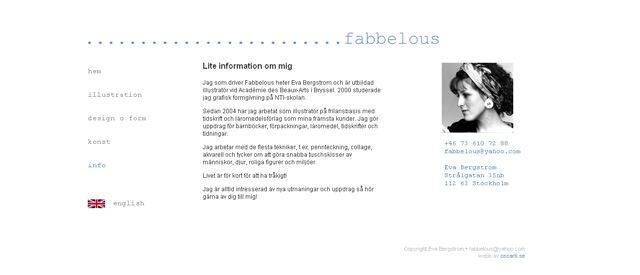 ........................fabbelous
hem
illustration
design o form
konst
info
english
Lite information om mig
Jag som driver Fabbelous heter Eva Bergstrom och är utbildad
illustratör vid Académie des Beaux-Arts i Bryssel. 2000 studerade
jag grafisk formgivning på NTI-skolan.
Sedan 2004 har jag arbetat som illustratör på frilansbasis med
tidskrift och läromedelsförlag som mina främsta kunder. Jag gör
uppdrag för barnböcker, förpackningar, läromedel, tidskrifter och
tidningar.
Jag arbetar med de flesta tekniker, t.ex. pennteckning, collage,
akvarell och tycker om att göra snabba tuschskisser av
människor, djur, roliga figurer och miljöer.
Livet är för kort för att ha tråkigt!
Jag är alltid intresserad av nya utmaningar och uppdrag så hör
gärna av dig till mig!
+46 73 610 72 88
fabbelous@yahoo.com
Eva Bergstrom
Strålgatan 35nb
112 63 Stockholm
Copyright Eva Bergstrom • fabbelous@yahoo.com
webb av oscarb.se